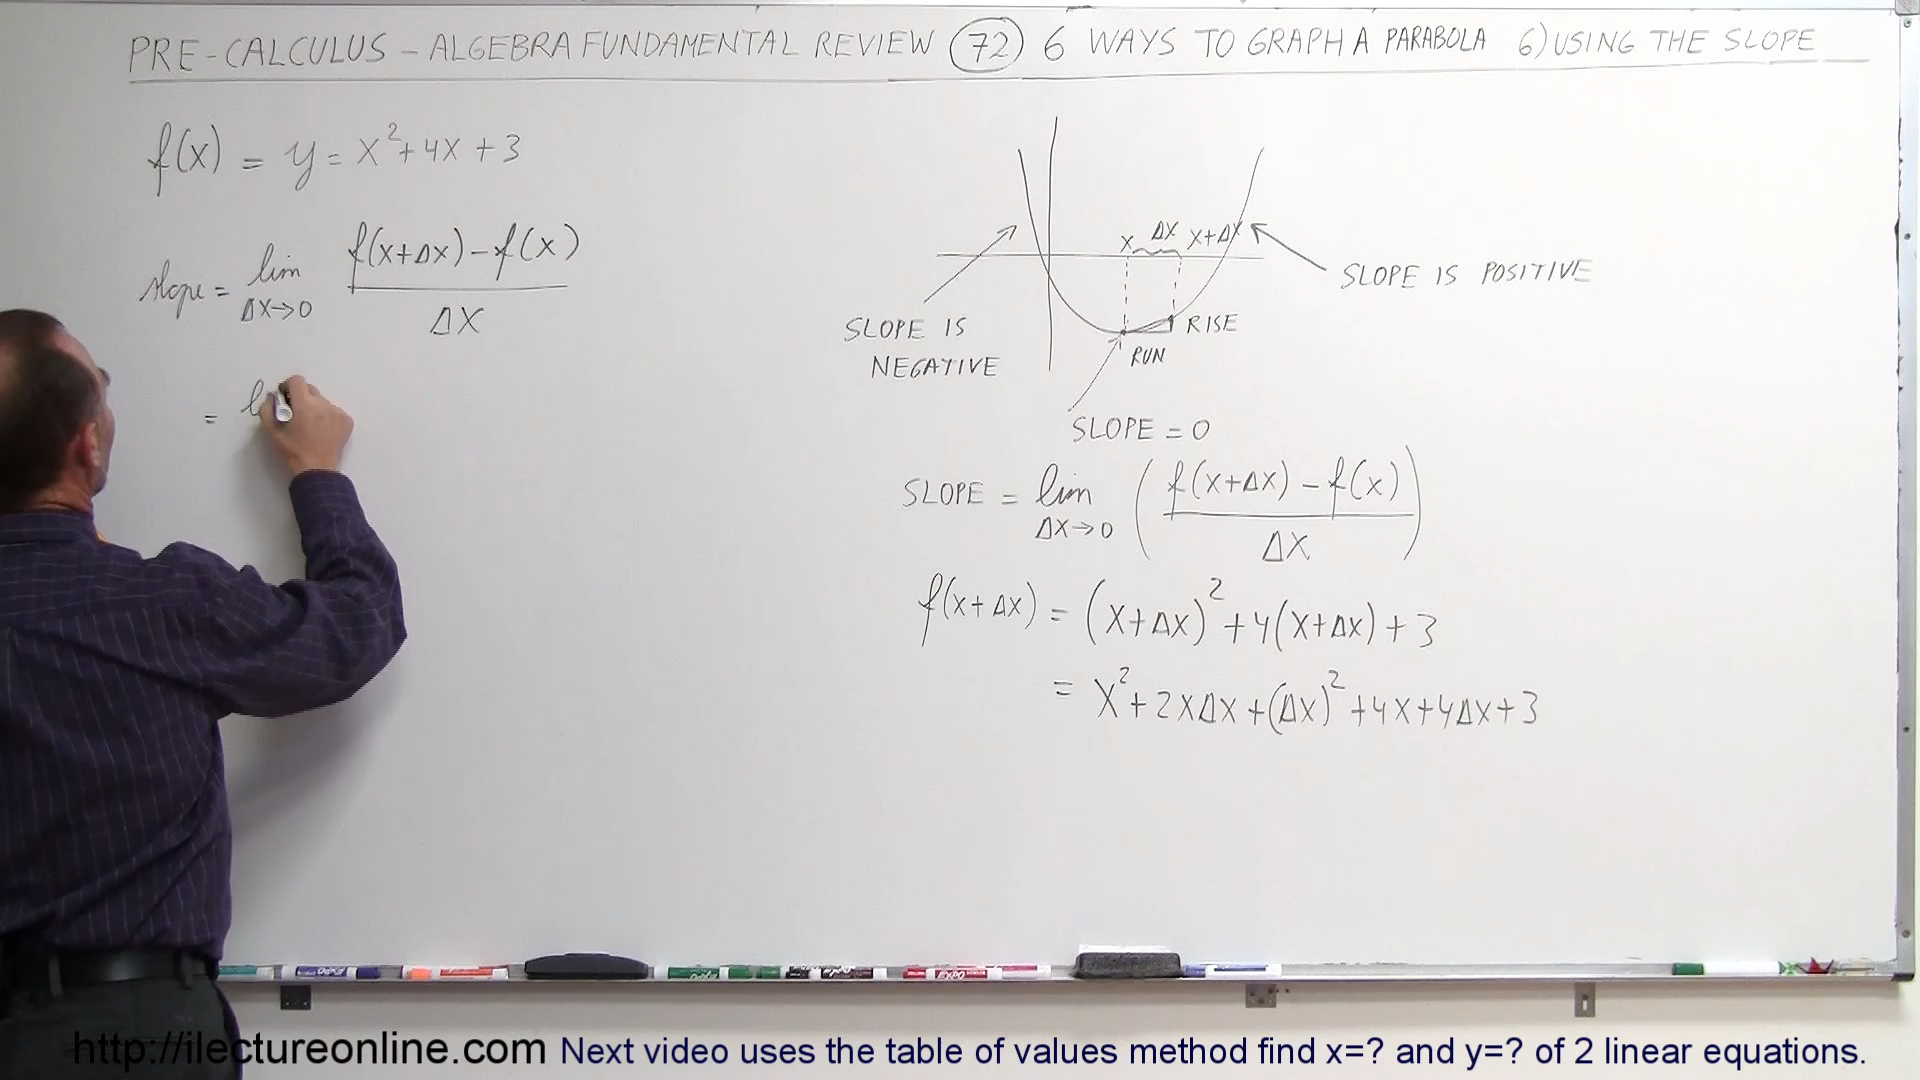 PRE-CALCULUS - ALGEBRA FUNDAMENTAL REVIEW 72 6 WAYS TO GRAPH A PARABOLA 6) USING THE SLOPE
f(x) = y = x² + 4x + 3
slope = lim Δx→0 f(x+Δx) - f(x)
Δx
=
x Δx x+Δx
SLOPE IS POSITIVE
SLOPE IS
NEGATIVE
RISE
RUN
SLOPE = 0
SLOPE = lim Δx→0 ( f(x+Δx) - f(x)
Δx )
f(x+Δx) = (x+Δx)² + 4(x+Δx) + 3
= x² + 2xΔx + (Δx)² + 4x + 4Δx + 3
EXPO
http://ilectureonline.com Next video uses the table of values method find x=? and y=? of 2 linear equations.